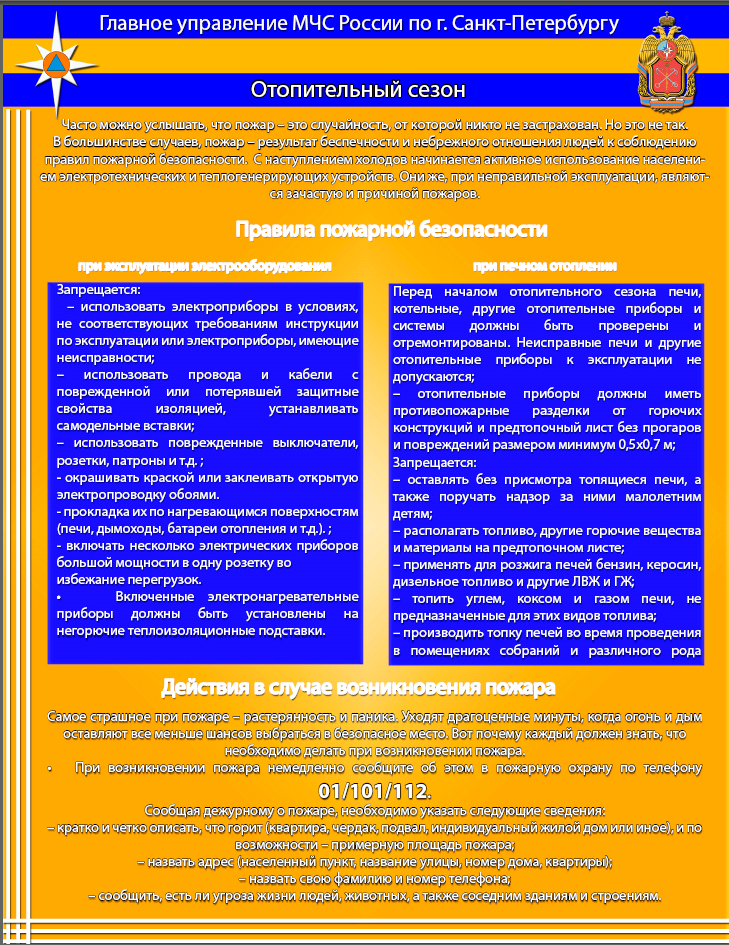 Главное управление МЧС России по г. Санкт-Петербургу
Отопительный сезон
Часто можно услышать, что пожар – это случайность, от которой никто не застрахован. Но это не так.
В большинстве случаев, пожар – результат беспечности и небрежного отношения людей к соблюдению
правил пожарной безопасности. С наступлением холодов начинается активное использование населени-
ем электротехнических и теплогенерирующих устройств. Они же, при неправильной эксплуатации, являют-
ся зачастую и причиной пожаров.
Правила пожарной безопасности
при эксплуатации электрооборудования
Запрещается:
– использовать электроприборы в условиях,
не соответствующих требованиям инструкции
по эксплуатации или электроприборы, имеющие
неисправности;
– использовать провода и кабели с
поврежденной или потерявшей защитные
свойства изоляцией, устанавливать
самодельные вставки;
– использовать поврежденные выключатели,
розетки, патроны и т.д. ;
- окрашивать краской или заклеивать открытую
электропроводку обоями.
- прокладка их по нагревающимся поверхностям
(печи, дымоходы, батареи отопления и т.д.). ;
- включать несколько электрических приборов
большой мощности в одну розетку во
избежание перегрузок.
• Включенные электронагревательные
приборы должны быть установлены на
негорючие теплоизоляционные подставки.
при печном отоплении
Перед началом отопительного сезона печи,
котельные, другие отопительные приборы и
системы должны быть проверены и
отремонтированы. Неисправные печи и другие
отопительные приборы к эксплуатации не
допускаются;
– отопительные приборы должны иметь
противопожарные разделки от горючих
конструкций и предтопочный лист без прогаров
и повреждений размером минимум 0,5х0,7 м;
Запрещается:
– оставлять без присмотра топящиеся печи, а
также поручать надзор за ними малолетним
детям;
– располагать топливо, другие горючие вещества
и материалы на предтопочном листе;
– применять для розжига печей бензин, керосин,
дизельное топливо и другие ЛВЖ и ГЖ;
– топить углем, коксом и газом печи, не
предназначенные для этих видов топлива;
– производить топку печей во время проведения
в помещениях собраний и различного рода
Действия в случае возникновения пожара
Самое страшное при пожаре – растерянность и паника. Уходят драгоценные минуты, когда огонь и дым
оставляют все меньше шансов выбраться в безопасное место. Вот почему каждый должен знать, что
необходимо делать при возникновении пожара.
• При возникновении пожара немедленно сообщите об этом в пожарную охрану по телефону
01/101/112.
Сообщая дежурному о пожаре, необходимо указать следующие сведения:
– кратко и четко описать, что горит (квартира, чердак, подвал, индивидуальный жилой дом или иное), и по
возможности – примерную площадь пожара;
– назвать адрес (населенный пункт, название улицы, номер дома, квартиры);
– назвать свою фамилию и номер телефона;
– сообщить, есть ли угроза жизни людей, животных, а также соседним зданиям и строениям.